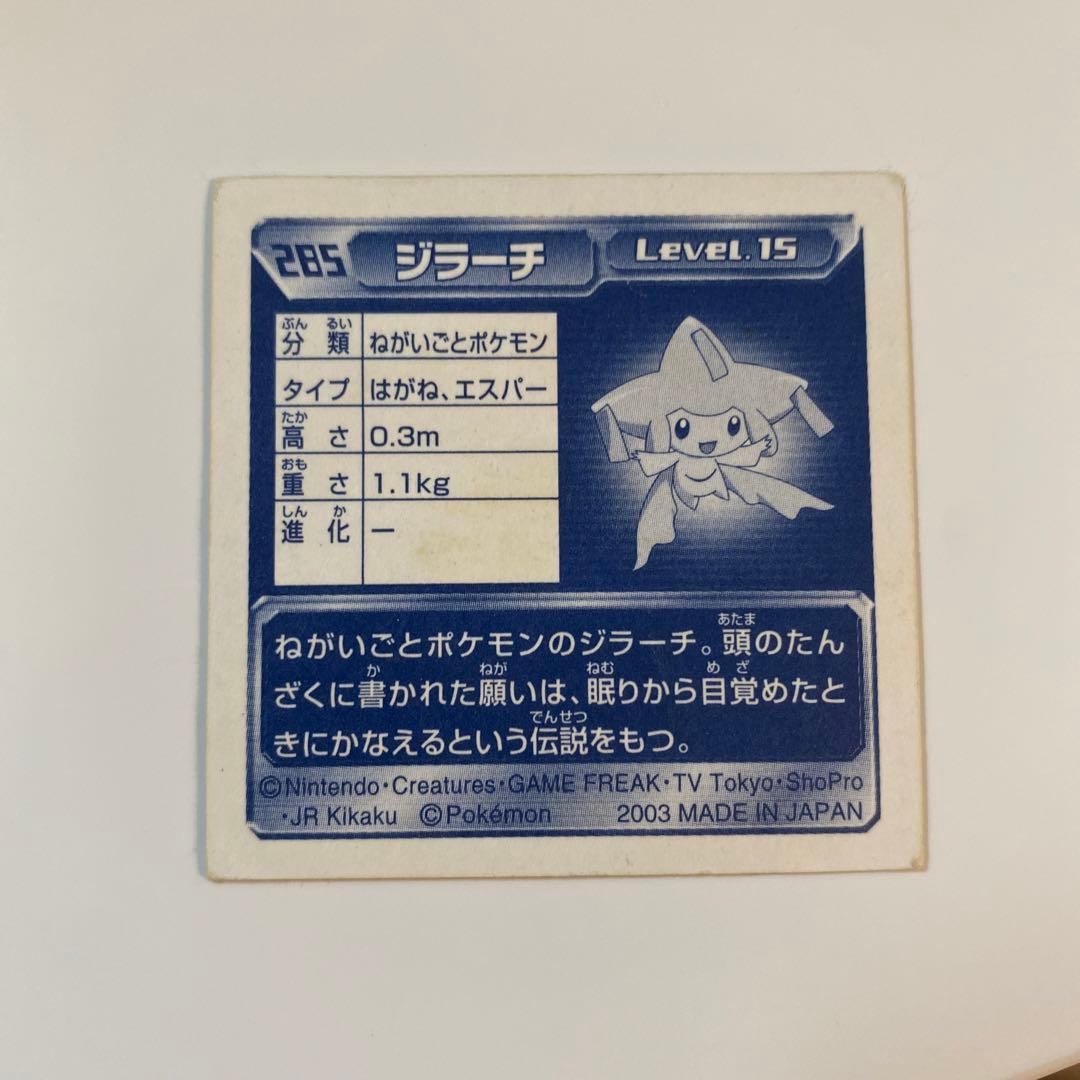 285 ジラーチ Level.15
ぶん るい
分 類 ねがいごとポケモン
タイプ はがね、エスパー
たか
高 さ 0.3m
おも
重 さ 1.1kg
しん か
進 化 ー
あたま
ねがいごとポケモンのジラーチ。頭のたん
か ねが ねむ め ざ
ざくに書かれた願いは、眠りから目覚めたと
でんせつ
きにかなえるという伝説をもつ。
©Nintendo・Creatures・GAME FREAK・TV Tokyo・ShoPro
・JR Kikaku ©Pokémon 2003 MADE IN JAPAN